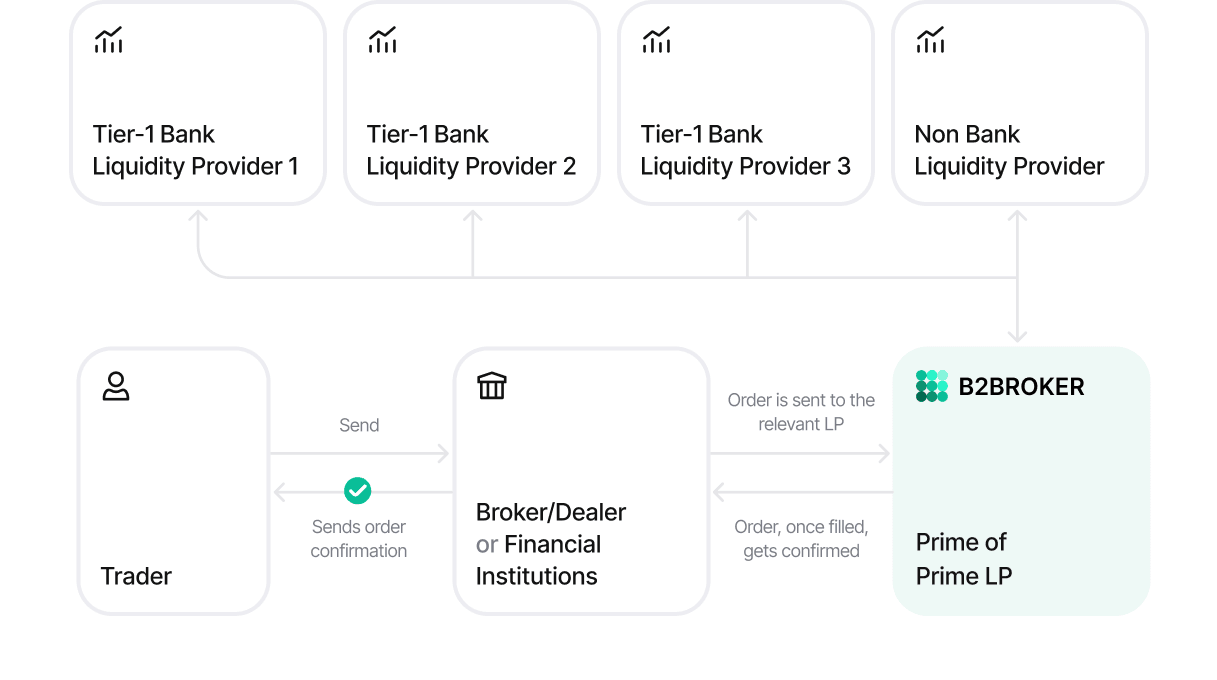 Tier-1 Bank
Liquidity Provider 1
Tier-1 Bank
Liquidity Provider 2
Tier-1 Bank
Liquidity Provider 3
Non Bank
Liquidity Provider
Trader
Send
Sends order
confirmation
Broker/Dealer
or Financial
Institutions
Order is sent to the
relevant LP
Order, once filled,
gets confirmed
B2BROKER
Prime of
Prime LP